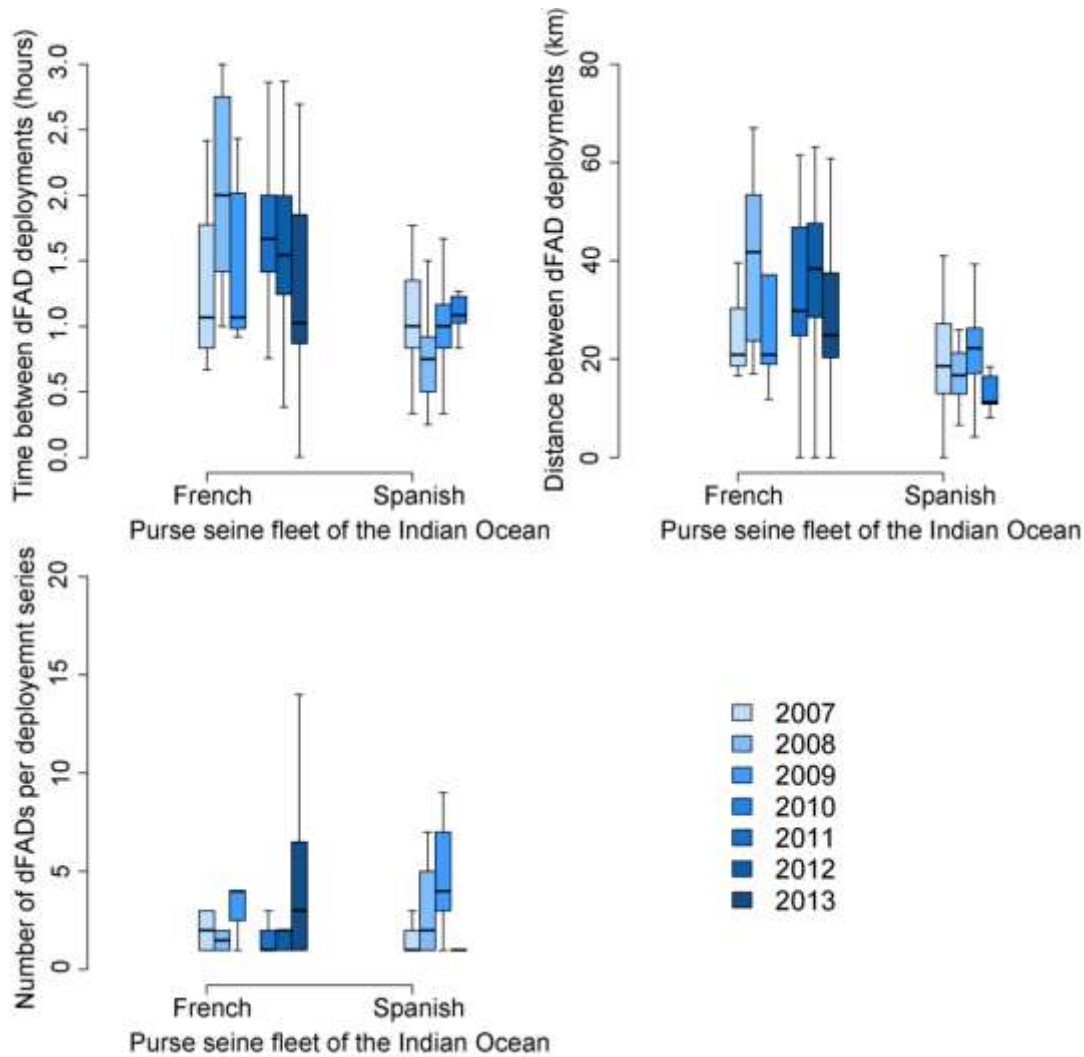 Time between dFAD deployments (hours)
0.0 0.5 1.0 1.5 2.0 2.5 3.0
French Spanish
Purse seine fleet of the Indian Ocean
Distance between dFAD deployments (km)
0 20 40 60 80
French Spanish
Purse seine fleet of the Indian Ocean
Number of dFADs per deployemnt series
0 5 10 15 20
French Spanish
Purse seine fleet of the Indian Ocean
2007
2008
2009
2010
2011
2012
2013